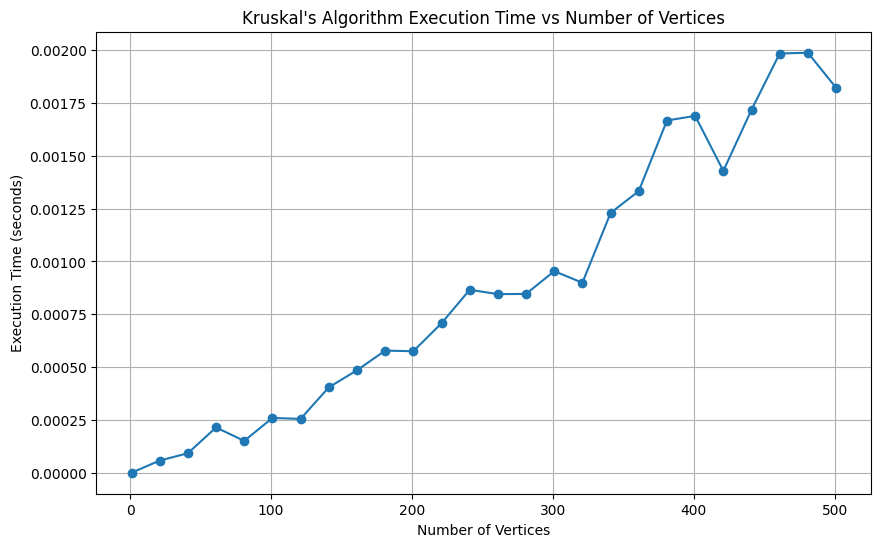 Kruskal's Algorithm Execution Time vs Number of Vertices
0.00200
0.00175
0.00150
0.00125
0.00100
0.00075
0.00050
0.00025
0.00000
Execution Time (seconds)
0 100 200 300 400 500
Number of Vertices